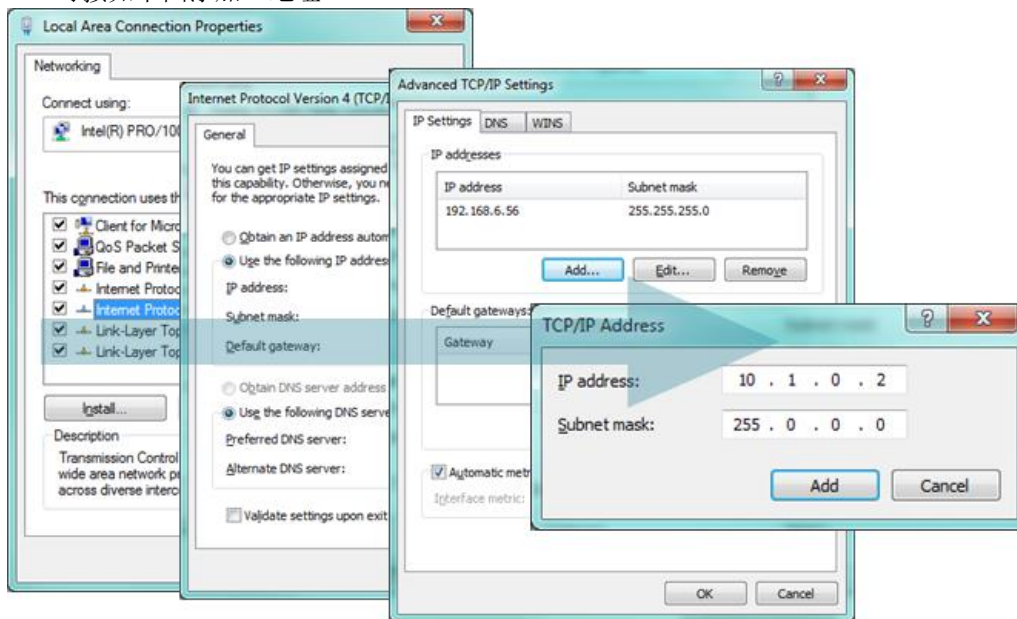 Local Area Connection Properties
Networking
Connect using:
Intel(R) PRO/100
This connection uses th
Client for Micro
QoS Packet S
File and Printe
Internet Protoc
Internet Protoc
Link-Layer Top
Link-Layer Top
Install...
Description
Transmission Control
wide area network pr
across diverse interc
Internet Protocol Version 4 (TCP/I
General
You can get IP settings assigned
this capability. Otherwise, you ne
for the appropriate IP settings.
Obtain an IP address autom
Use the following IP addres
IP address:
Subnet mask:
Default gateway:
Obtain DNS server address
Use the following DNS serve
Preferred DNS server:
Alternate DNS server:
Validate settings upon exit
Advanced TCP/IP Settings
IP Settings DNS WINS
IP addresses
IP address Subnet mask
192.168.6.56 255.255.255.0
Add... Edit... Remove
Default gateways:
Gateway
Automatic metr
Interface metric:
OK Cancel
TCP/IP Address
IP address: 10 . 1 . 0 . 2
Subnet mask: 255 . 0 . 0 . 0
Add Cancel